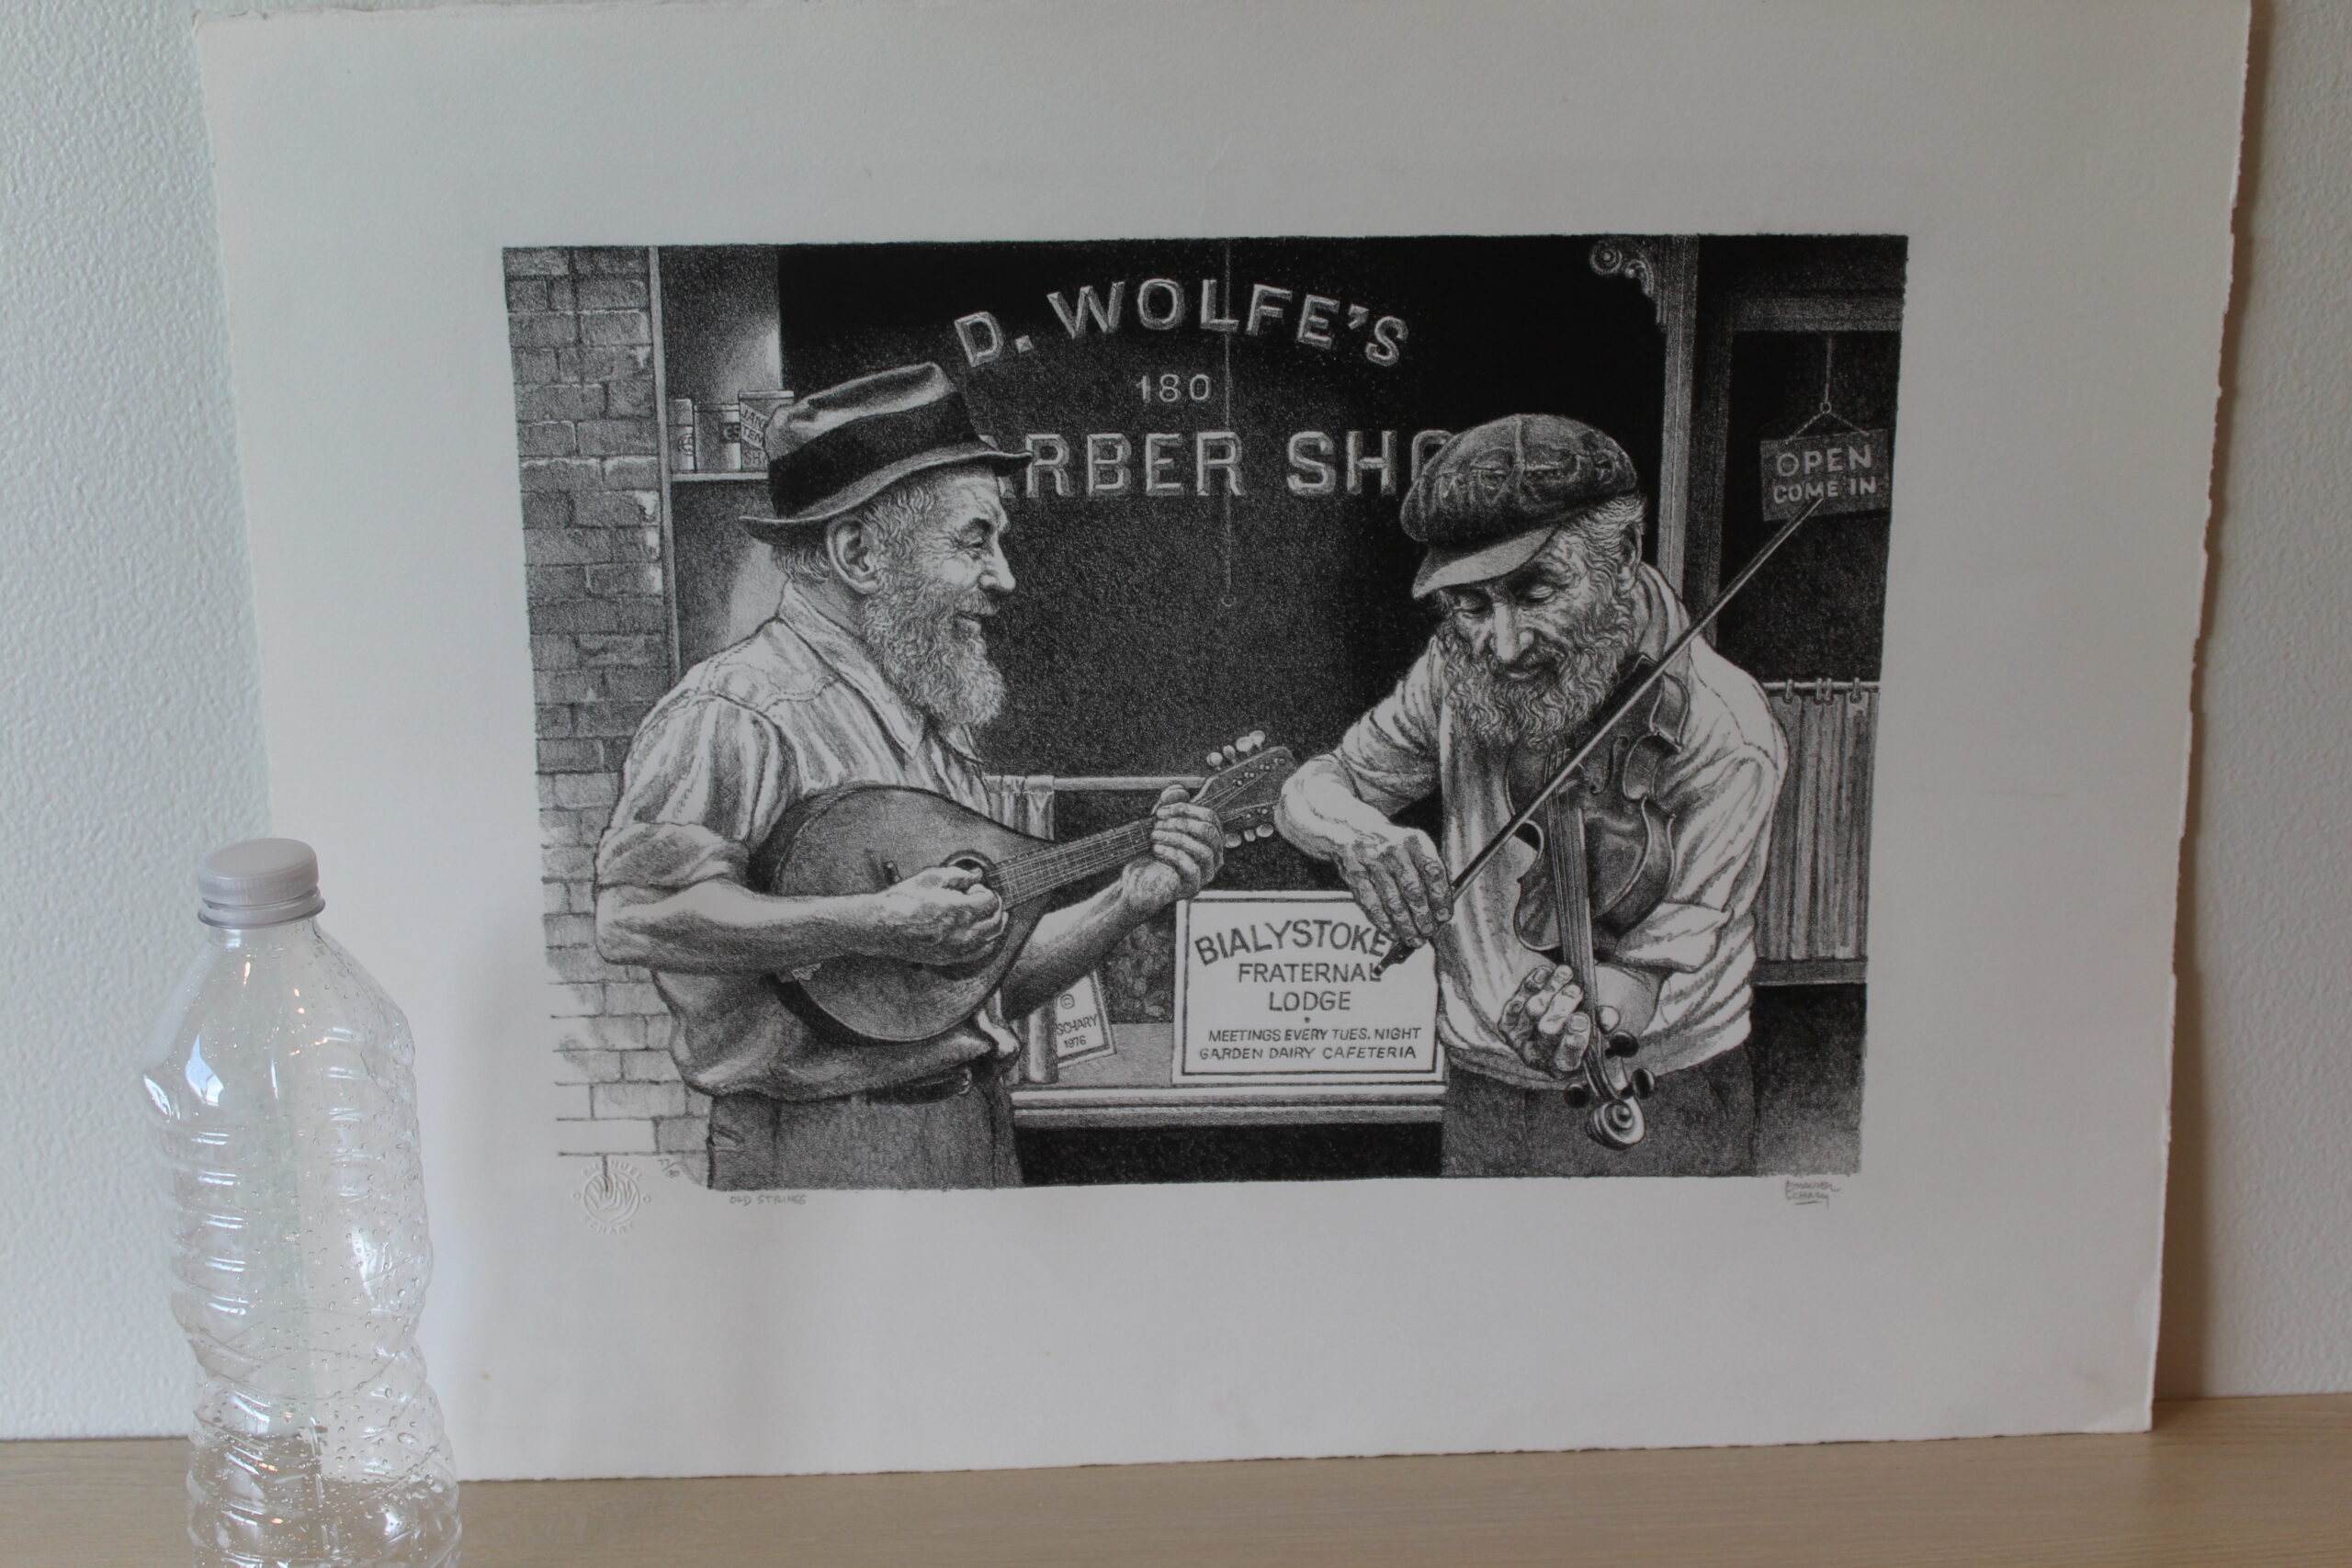 D. WOLFE'S
180
RBER SHO
OPEN
COME IN
BIALYSTOKE
FRATERNAL
LODGE
MEETINGS EVERY TUES. NIGHT
GARDEN DAIRY CAFETERIA
©
SCHARY
1976
OLD STRINGS
EMANUEL
SCHARY